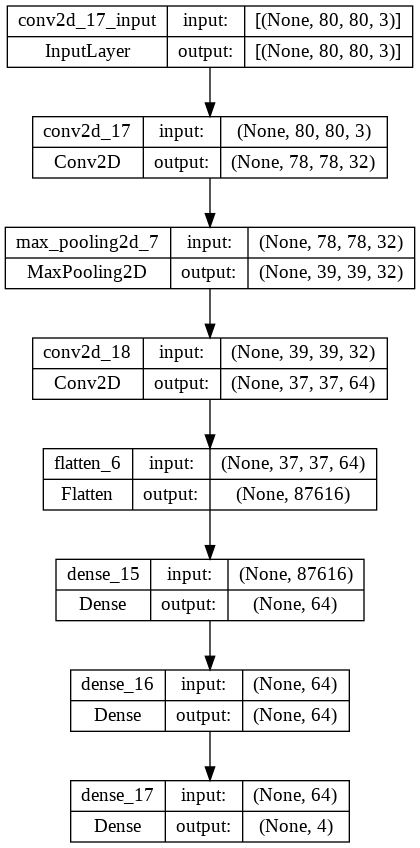 conv2d_17_input input: [(None, 80, 80, 3)]
InputLayer output: [(None, 80, 80, 3)]
conv2d_17 input: (None, 80, 80, 3)
Conv2D output: (None, 78, 78, 32)
max_pooling2d_7 input: (None, 78, 78, 32)
MaxPooling2D output: (None, 39, 39, 32)
conv2d_18 input: (None, 39, 39, 32)
Conv2D output: (None, 37, 37, 64)
flatten_6 input: (None, 37, 37, 64)
Flatten output: (None, 87616)
dense_15 input: (None, 87616)
Dense output: (None, 64)
dense_16 input: (None, 64)
Dense output: (None, 64)
dense_17 input: (None, 64)
Dense output: (None, 4)